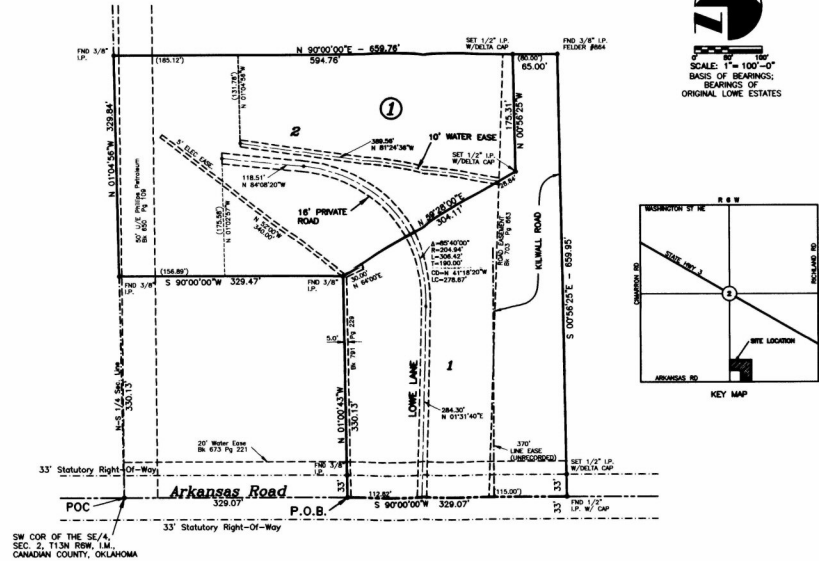 FND 3/8"
I.P.
N 90°00'00"E - 659.76'
594.76'
SET 1/2" I.P.
W/DELTA CAP
FND 3/8" I.P.
FELDER #864
(80.00')
65.00'
(185.12')
0' 80' 100'
SCALE: 1"= 100'-0"
BASIS OF BEARINGS;
BEARINGS OF
ORIGINAL LOWE ESTATES
N 01°04'56"W 329.84'
(131.78')
N 01°04'56"W
1
2
175.31'
N 00°56'25"W
389.56'
N 81°24'36"W
10' WATER EASE
5' ELEC. EASE.
SET 1/2" I.P.
W/DELTA CAP
118.51'
N 84°08'20"W
50' U/E Phillips Petroleum
Bk 650 Pg 109
(175.58')
N 01°02'57"W
16' PRIVATE
ROAD
N 59°28'00"E
304.11'
340.00'
ROAD EASEMENT
Bk 703 Pg 863
KILWALL ROAD
S 00°56'25"E - 659.95'
Δ=85°40'00"
R=204.94'
L=306.42'
T=190.00'
CD=N 41°18'20"W
LC=278.67'
30.00'
N 64°00'E
(156.89')
S 90°00'00"W 329.47'
FND 3/8"
I.P.
FND 3/8"
I.P.
R 6 W
WASHINGTON ST NE
CIMARRON RD
STATE HWY 3
RICHLAND RD
2
SITE LOCATION
ARKANSAS RD
KEY MAP
5.0'
Bk 791 Pg 229
N-S 1/4 Sec. Line
330.13'
N 01°00'43"W
330.13'
LOWE LANE
1
284.30'
N 01°31'40"E
20' Water Ease
Bk 673 Pg 221
370'
LINE EASE
(UNRECORDED)
SET 1/2" I.P.
W/DELTA CAP
33' Statutory Right-Of-Way
FND 3/8"
I.P.
33'
33'
Arkansas Road
329.07'
POC
P.O.B.
112.82'
S 90°00'00"W 329.07'
(115.00')
33'
FND 1/2"
I.P. W/ CAP
33' Statutory Right-Of-Way
SW COR OF THE SE/4,
SEC. 2, T13N R6W, I.M.,
CANADIAN COUNTY, OKLAHOMA